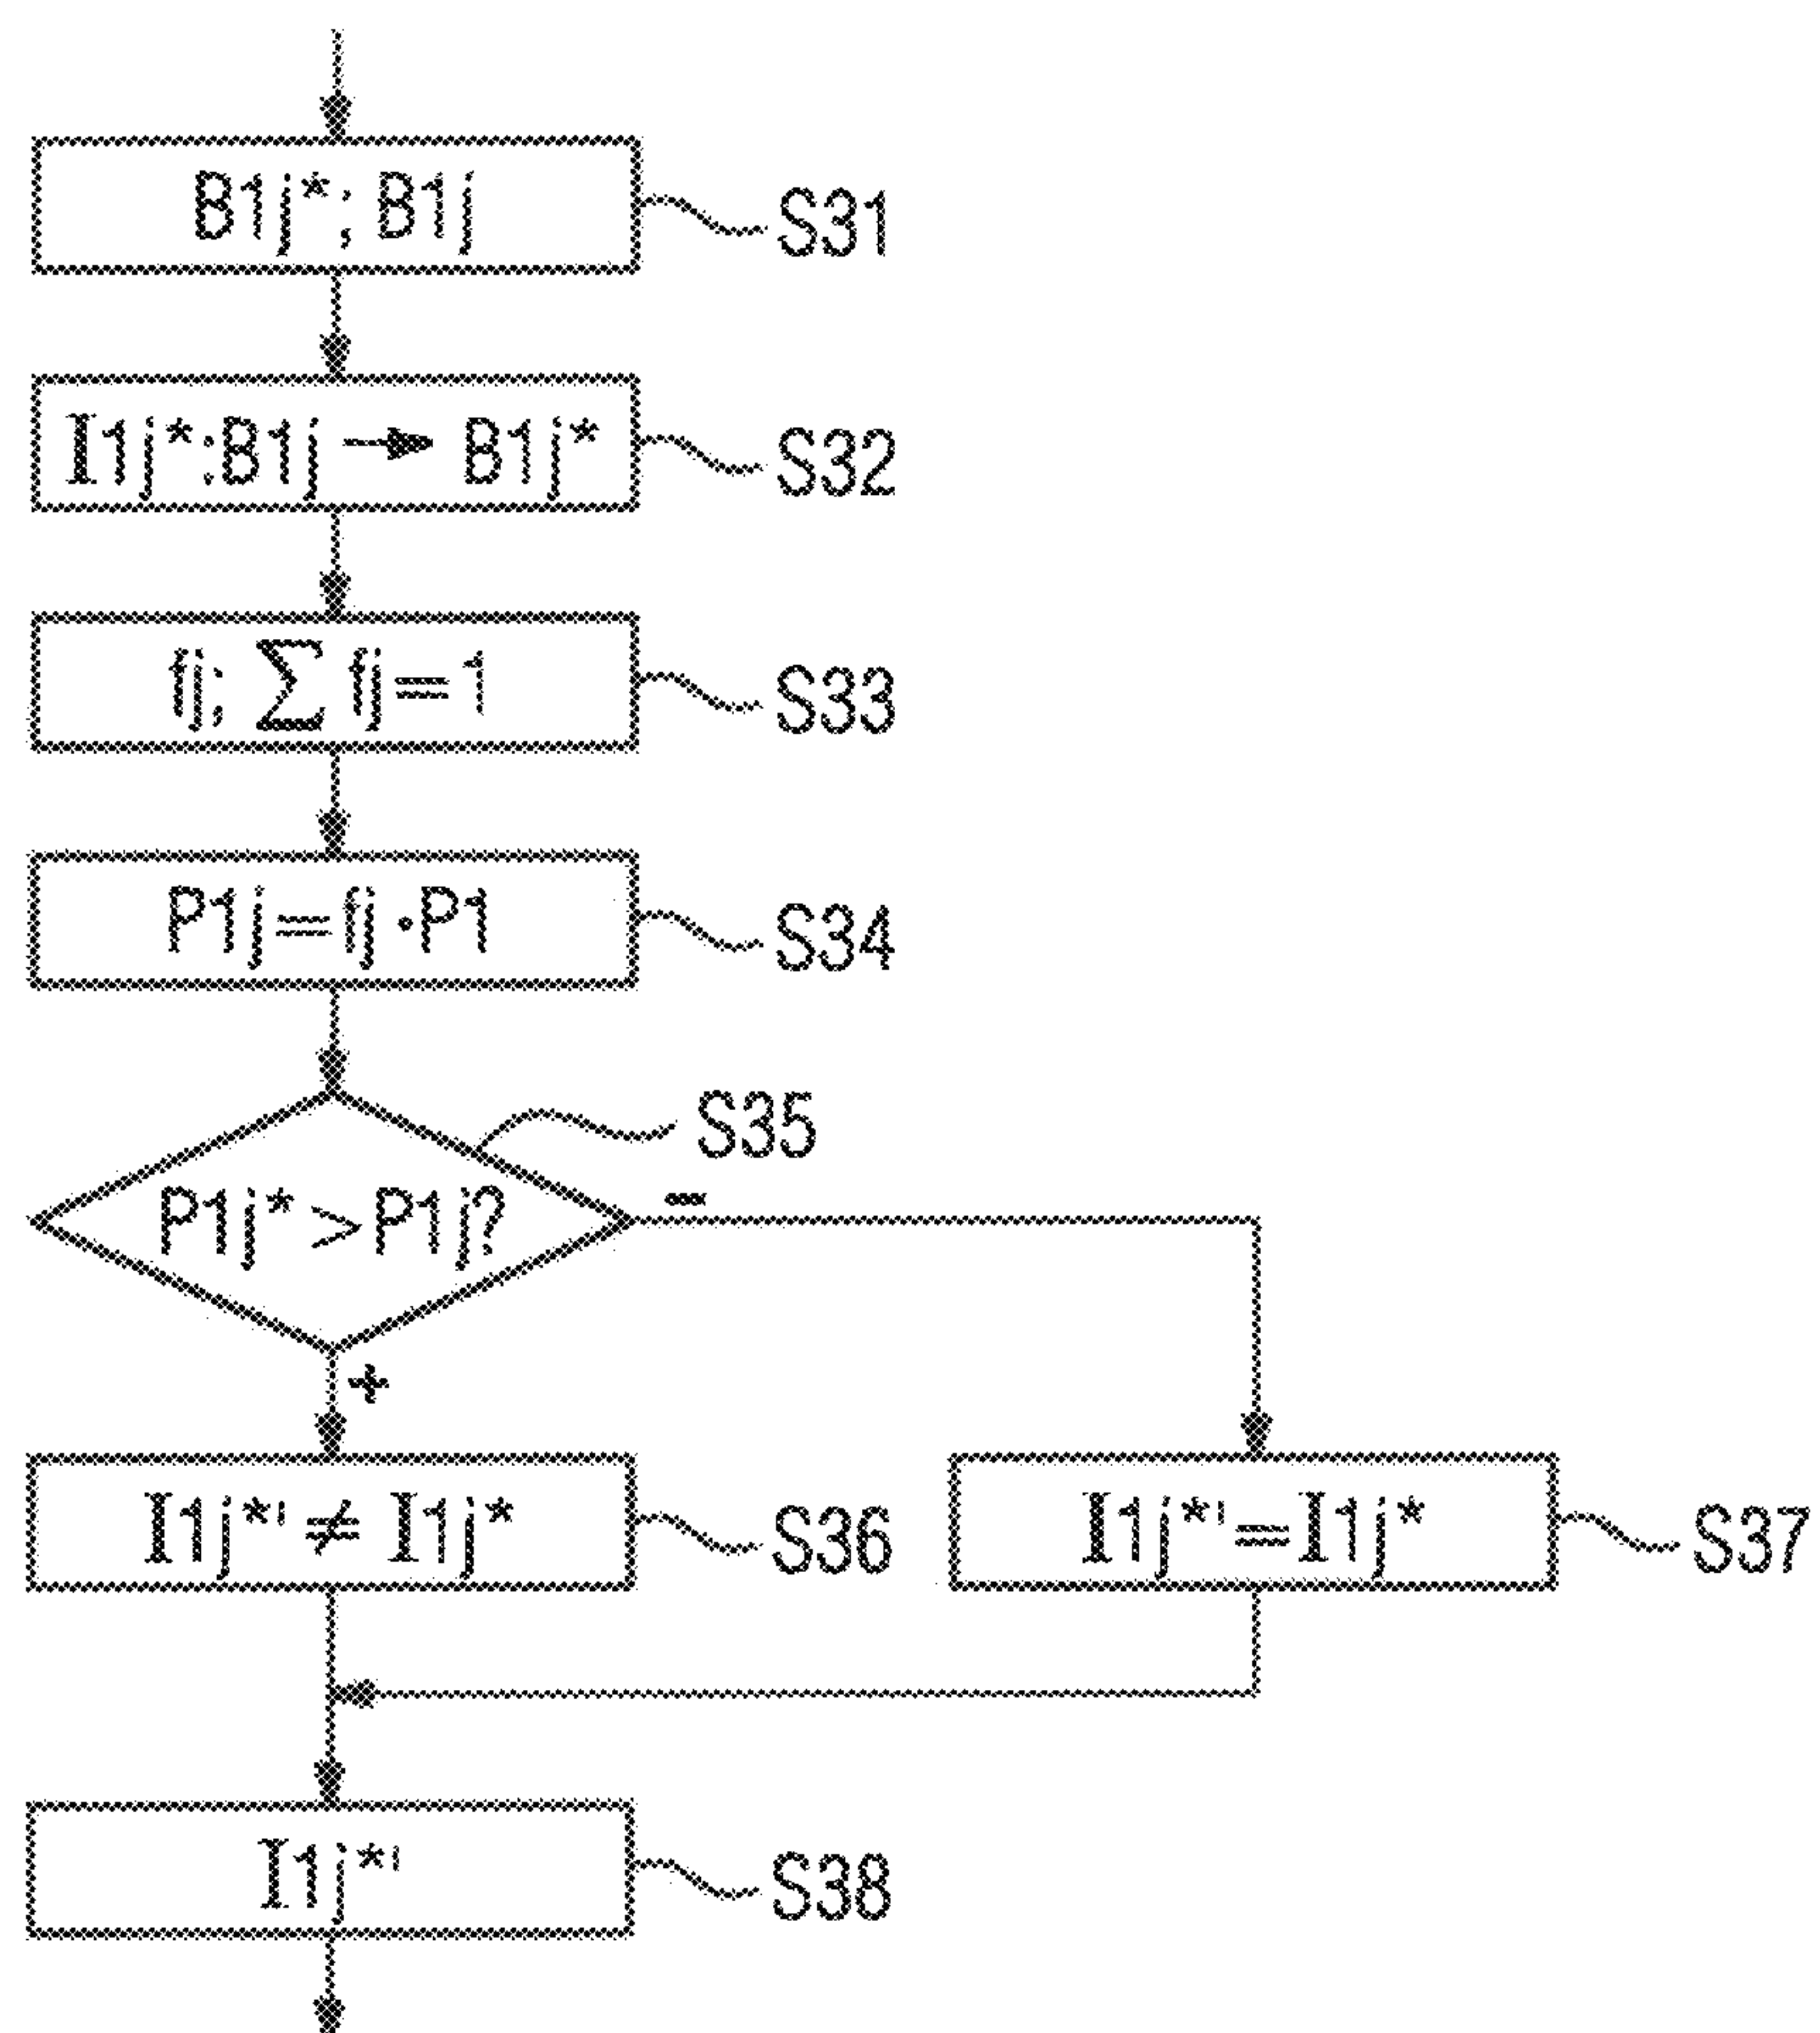 B1j*; B1j
S31
I1j*:B1j → B1j*
S32
fj; ∑ fj=1
S33
P1j=fj·P1
S34
S35
P1j*>P1j?
−
+
I1j*'≠I1j*
S36
I1j*'=I1j*
S37
I1j*'
S38